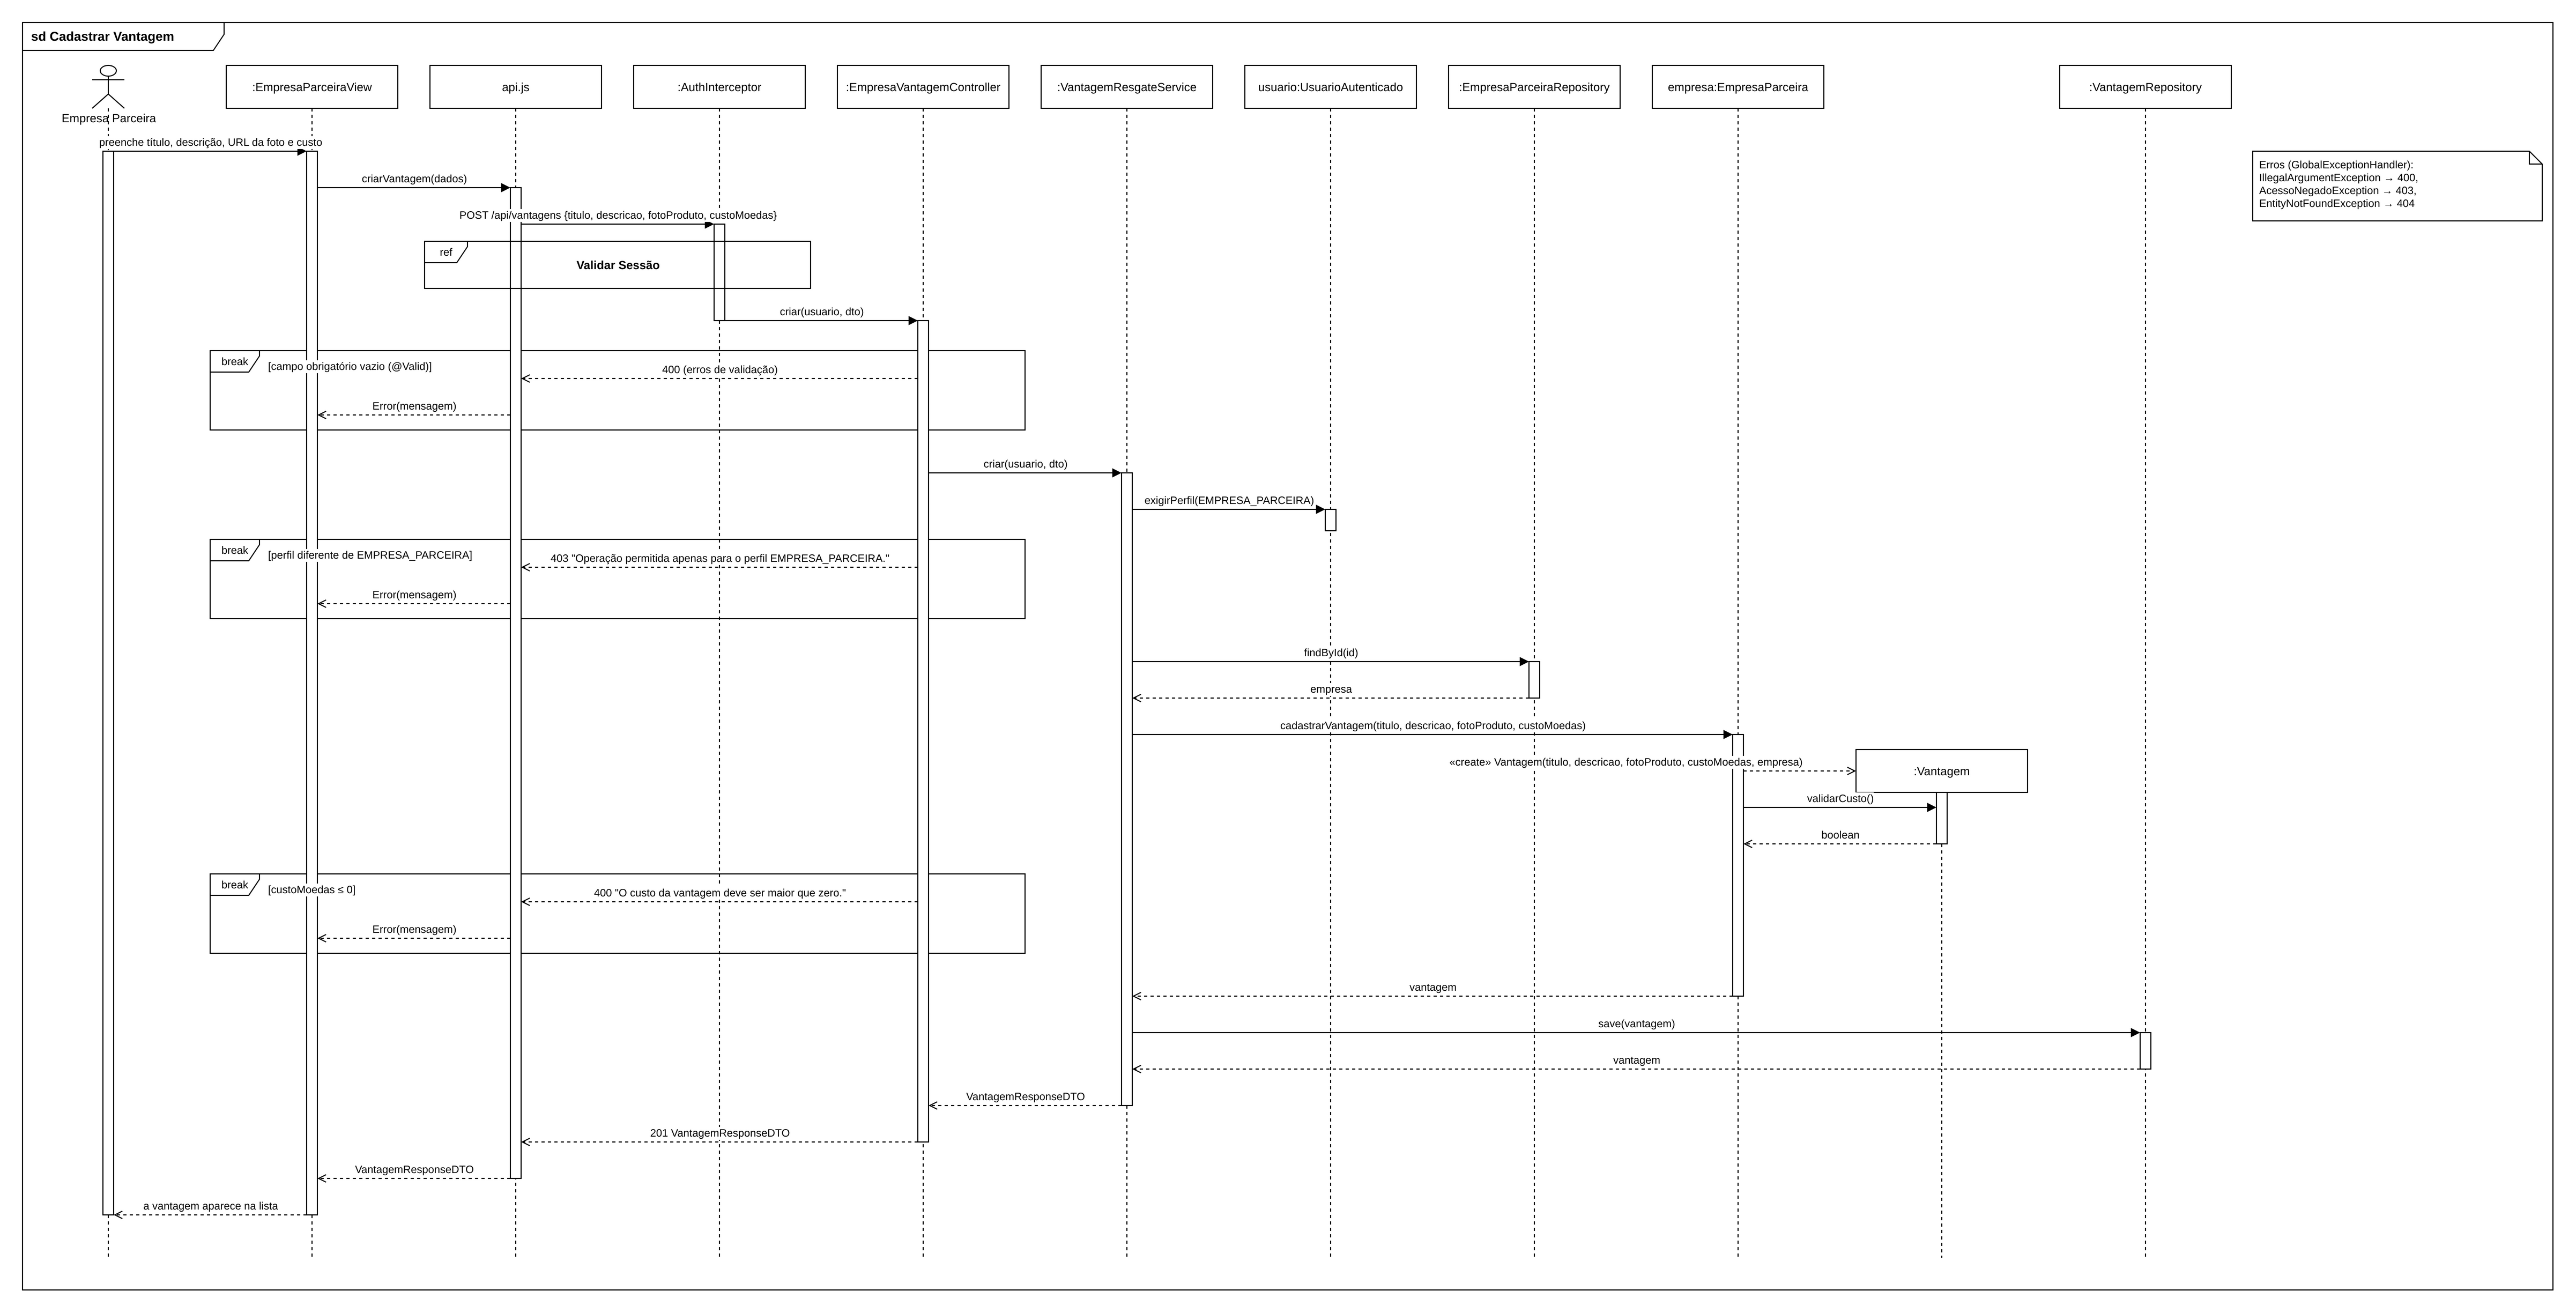 sd Cadastrar Vantagem
Empresa Parceira
:EmpresaParceiraView
api.js
:AuthInterceptor
:EmpresaVantagemController
:VantagemResgateService
usuario:UsuarioAutenticado
:EmpresaParceiraRepository
empresa:EmpresaParceira
:VantagemRepository
preenche título, descrição, URL da foto e custo
Erros (GlobalExceptionHandler):
IllegalArgumentException → 400,
AcessoNegadoException → 403,
EntityNotFoundException → 404
criarVantagem(dados)
POST /api/vantagens {titulo, descricao, fotoProduto, custoMoedas}
ref
Validar Sessão
criar(usuario, dto)
break
[campo obrigatório vazio (@Valid)]
400 (erros de validação)
Error(mensagem)
criar(usuario, dto)
exigirPerfil(EMPRESA_PARCEIRA)
break
[perfil diferente de EMPRESA_PARCEIRA]
403 "Operação permitida apenas para o perfil EMPRESA_PARCEIRA."
Error(mensagem)
findById(id)
empresa
cadastrarVantagem(titulo, descricao, fotoProduto, custoMoedas)
«create» Vantagem(titulo, descricao, fotoProduto, custoMoedas, empresa)
:Vantagem
validarCusto()
boolean
break
[custoMoedas ≤ 0]
400 "O custo da vantagem deve ser maior que zero."
Error(mensagem)
vantagem
save(vantagem)
vantagem
VantagemResponseDTO
201 VantagemResponseDTO
VantagemResponseDTO
a vantagem aparece na lista